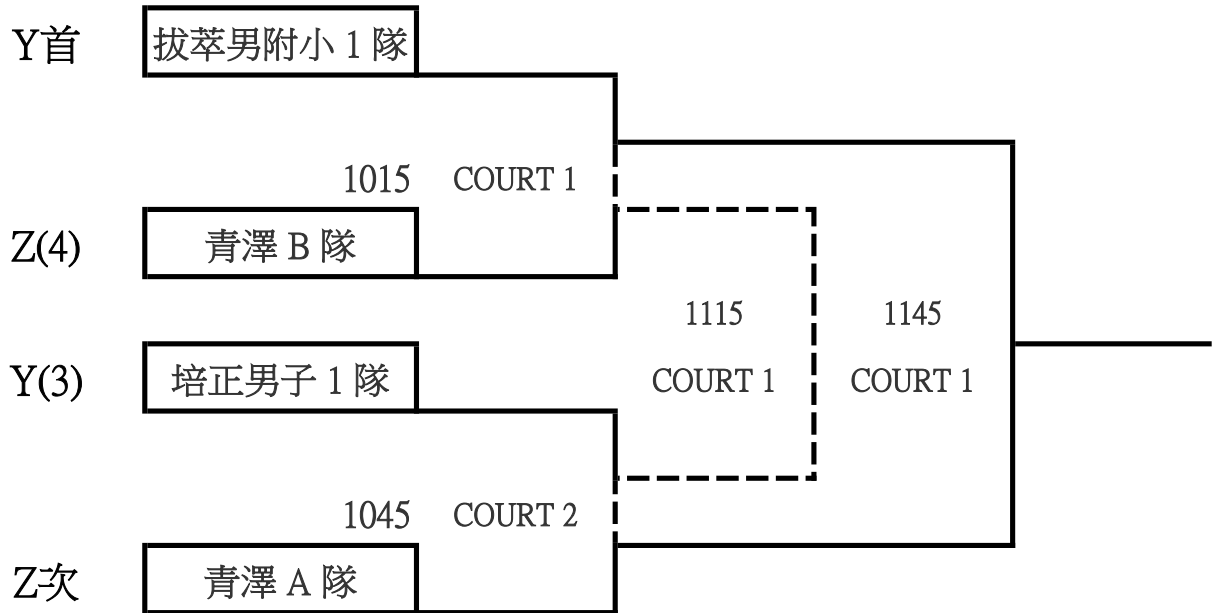 Y首 拔萃男附小 1 隊
1015 COURT 1
Z(4) 青澤 B 隊
1115 1145
Y(3) 培正男子 1 隊 COURT 1 COURT 1
1045 COURT 2
Z次 青澤 A 隊